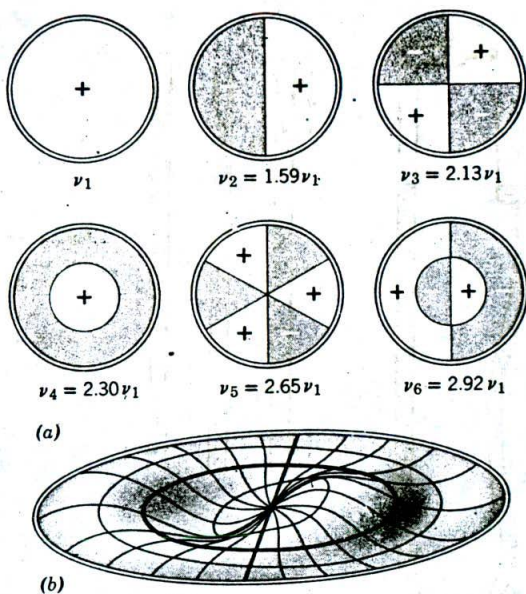 + + − +
+ −
ν₁ ν₂ = 1.59ν₁ ν₃ = 2.13ν₁
+ + + + + +
−
ν₄ = 2.30ν₁ ν₅ = 2.65ν₁ ν₆ = 2.92ν₁
(a)
(b)